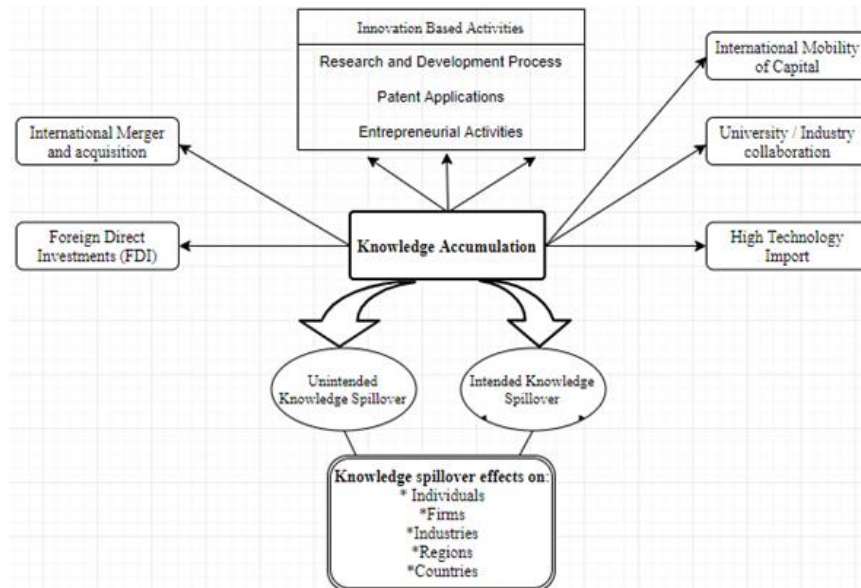 Innovation Based Activities
Research and Development Process
Patent Applications
Entrepreneurial Activities
International Mobility
of Capital
International Merger
and acquisition
University / Industry
collaboration
Foreign Direct
Investments (FDI)
Knowledge Accumulation
High Technology
Import
Unintended
Knowledge Spillover
Intended Knowledge
Spillover
Knowledge spillover effects on:
* Individuals
*Firms
*Industries
*Regions
*Countries